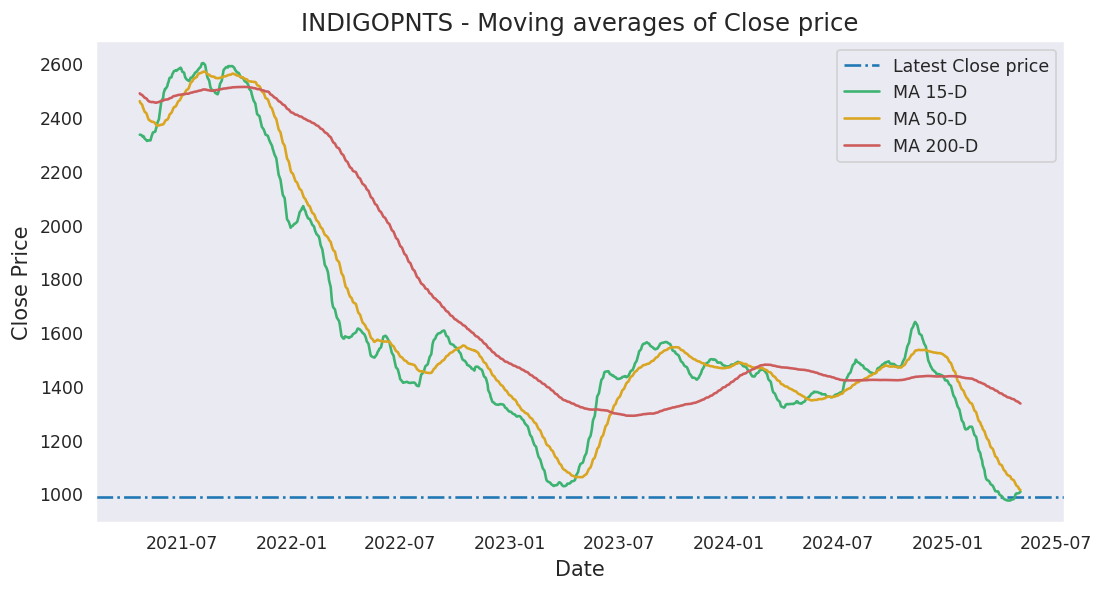 INDIGOPNTS - Moving averages of Close price
Latest Close price
MA 15-D
MA 50-D
MA 200-D
Close Price
2600
2400
2200
2000
1800
1600
1400
1200
1000
2021-07 2022-01 2022-07 2023-01 2023-07 2024-01 2024-07 2025-01 2025-07
Date